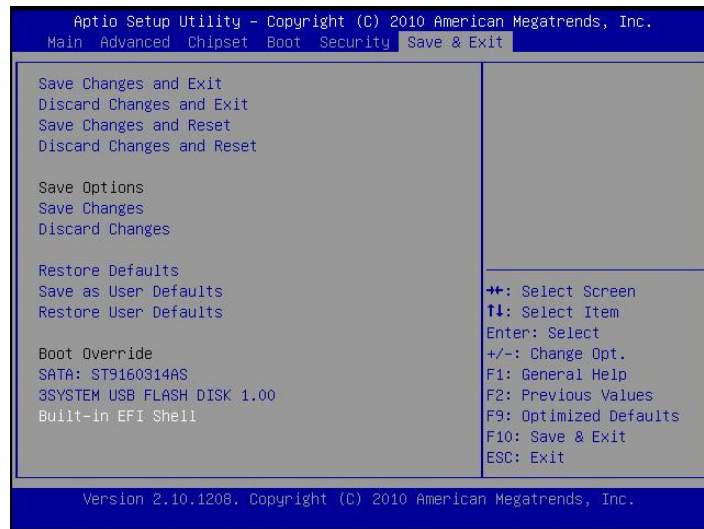 Aptio Setup Utility – Copyright (C) 2010 American Megatrends, Inc.
Main Advanced Chipset Boot Security Save & Exit
Save Changes and Exit
Discard Changes and Exit
Save Changes and Reset
Discard Changes and Reset
Save Options
Save Changes
Discard Changes
Restore Defaults
Save as User Defaults
Restore User Defaults
Boot Override
SATA: ST9160314AS
3SYSTEM USB FLASH DISK 1.00
Built-in EFI Shell
→←: Select Screen
↑↓: Select Item
Enter: Select
+/-: Change Opt.
F1: General Help
F2: Previous Values
F9: Optimized Defaults
F10: Save & Exit
ESC: Exit
Version 2.10.1208. Copyright (C) 2010 American Megatrends, Inc.